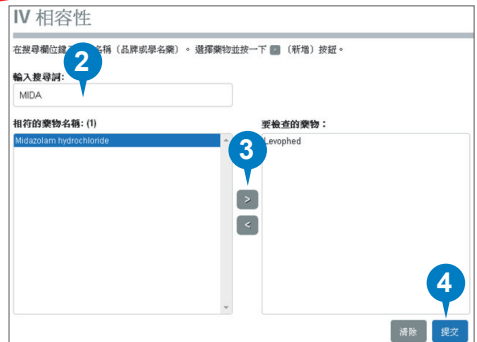 IV 相容性
在搜尋欄位鍵 名稱（品牌或學名藥）。 選擇藥物並按一下 （新增）按鈕。
2
輸入搜尋詞:
MIDA
相符的藥物名稱: (1)
要檢查的藥物：
Midazolam hydrochloride
Levophed
3
>
<
4
清除
提交